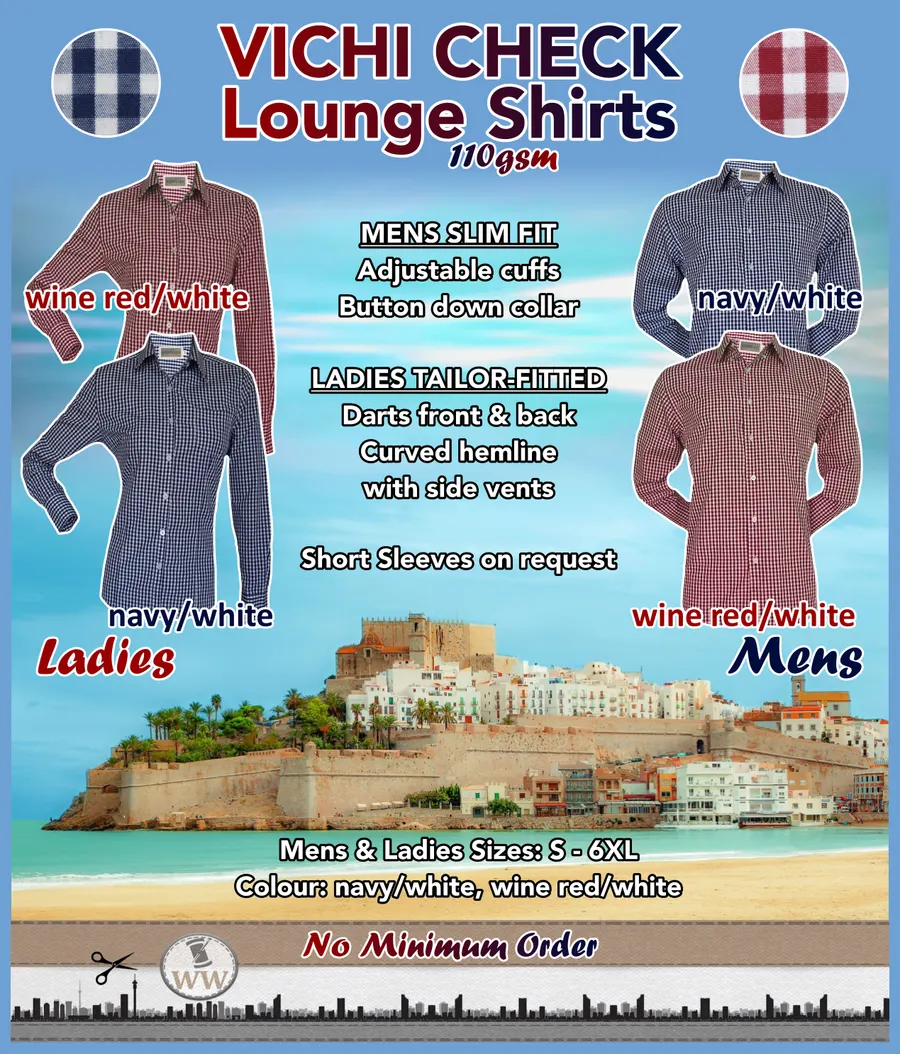 VICHI CHECK
Lounge Shirts
110gsm
MENS SLIM FIT
Adjustable cuffs
Button down collar
wine red/white
navy/white
LADIES TAILOR-FITTED
Darts front & back
Curved hemline
with side vents
Short Sleeves on request
navy/white
wine red/white
Ladies
Mens
Mens & Ladies Sizes: S - 6XL
Colour: navy/white, wine red/white
No Minimum Order
WW